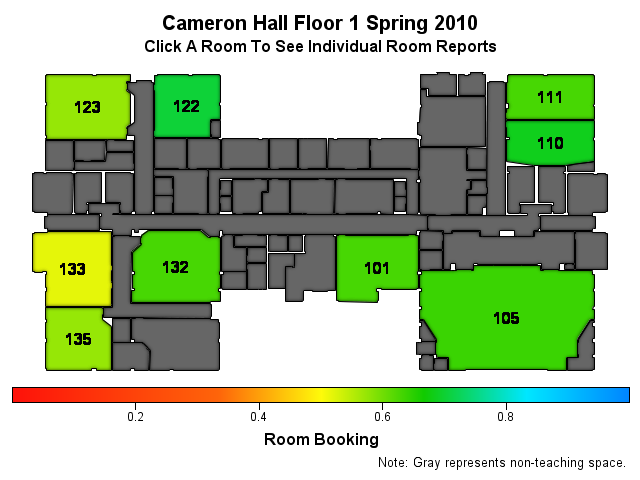 Cameron Hall Floor 1 Spring 2010
Click A Room To See Individual Room Reports
123
122
111
110
133
132
101
105
135
0.2 0.4 0.6 0.8
Room Booking
Note: Gray represents non-teaching space.